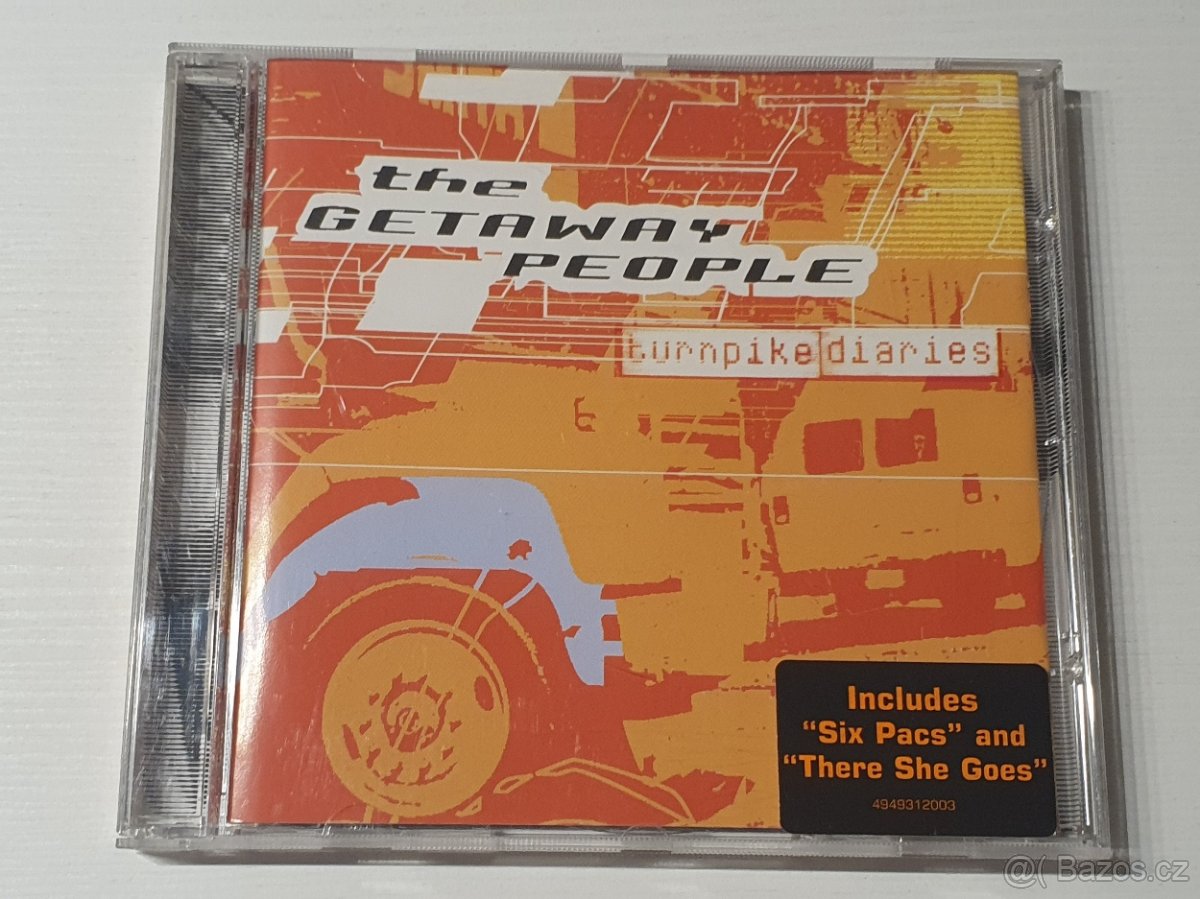 the
GETAWAY
PEOPLE
turnpike diaries
Includes
“Six Pacs” and
“There She Goes”
4949312003
Bazos.cz